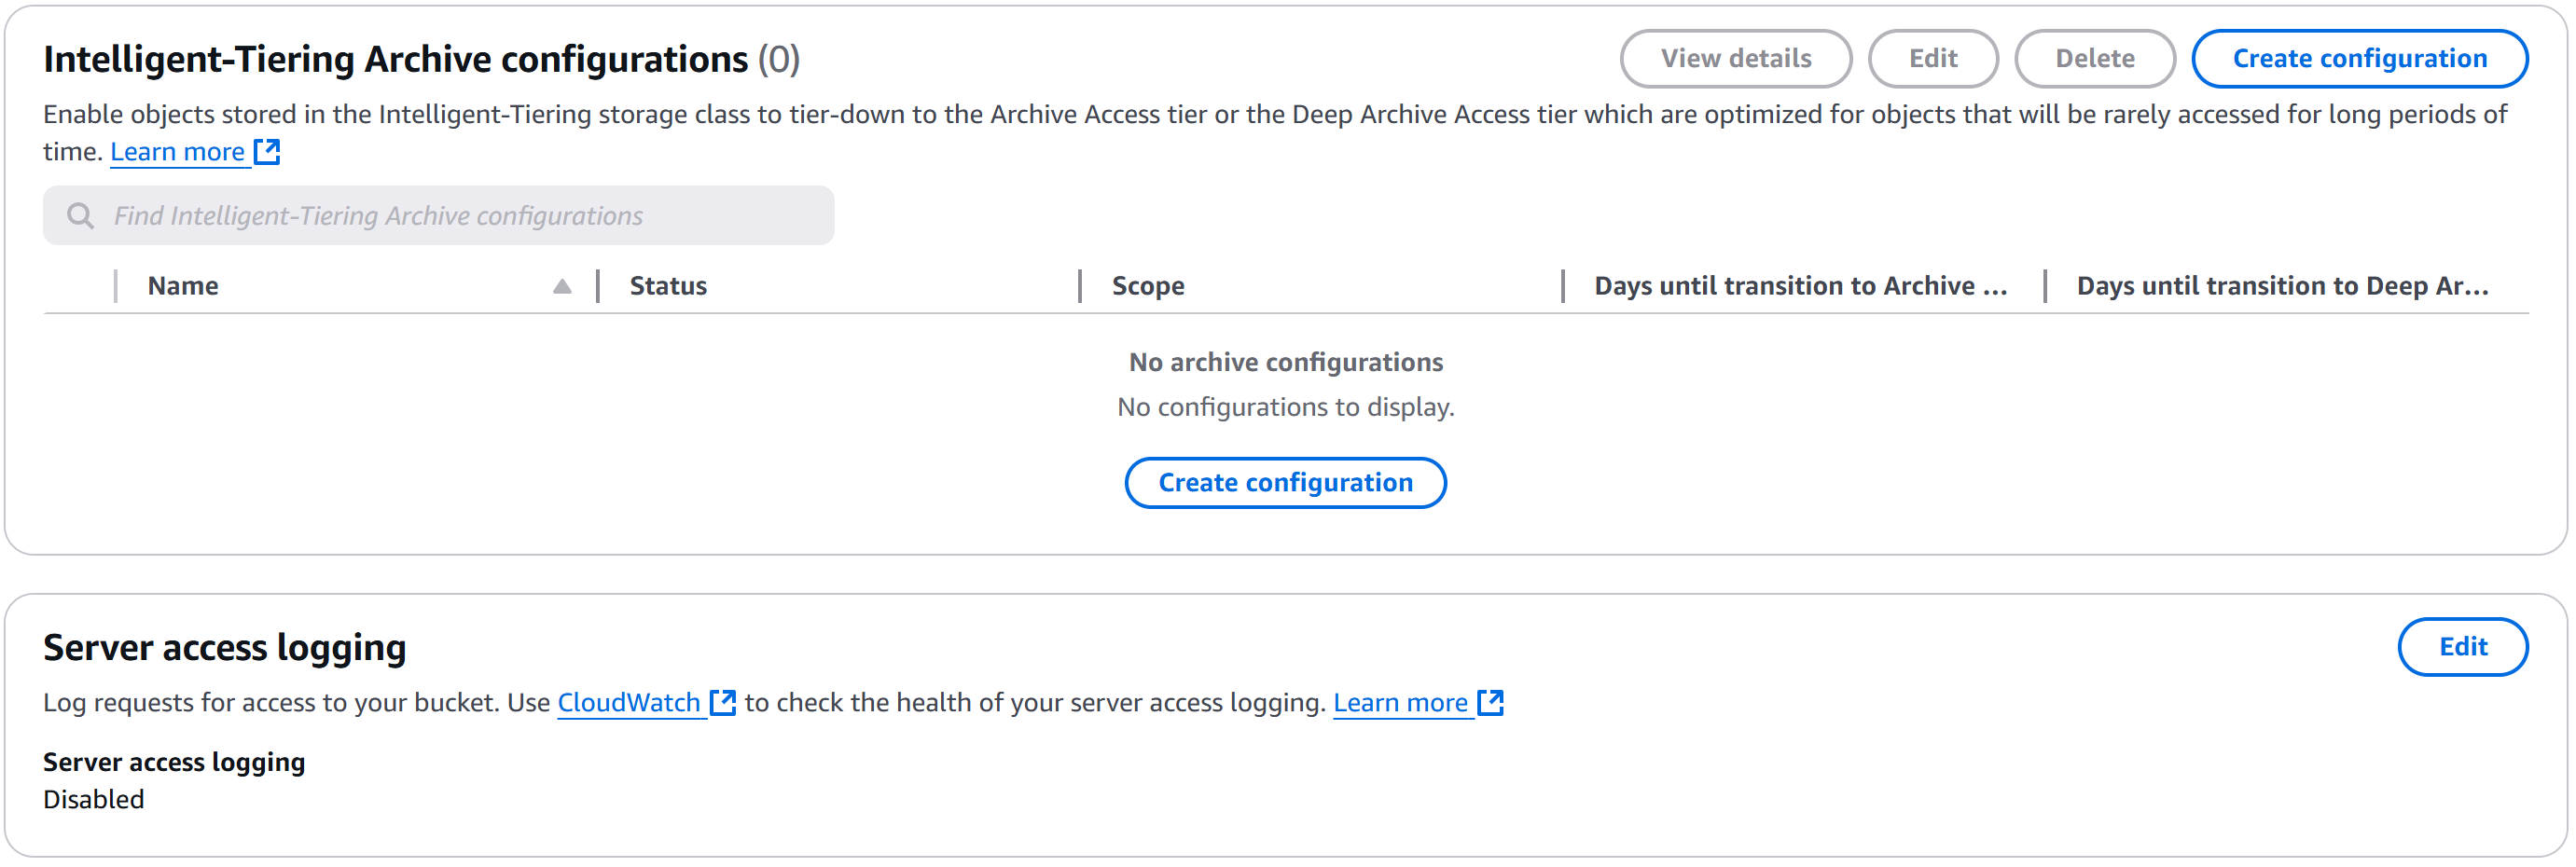 Intelligent-Tiering Archive configurations (0)
View details
Edit
Delete
Create configuration
Enable objects stored in the Intelligent-Tiering storage class to tier-down to the Archive Access tier or the Deep Archive Access tier which are optimized for objects that will be rarely accessed for long periods of
time. Learn more
Find Intelligent-Tiering Archive configurations
Name
Status
Scope
Days until transition to Archive ...
Days until transition to Deep Ar...
No archive configurations
No configurations to display.
Create configuration
Server access logging
Edit
Log requests for access to your bucket. Use CloudWatch to check the health of your server access logging. Learn more
Server access logging
Disabled